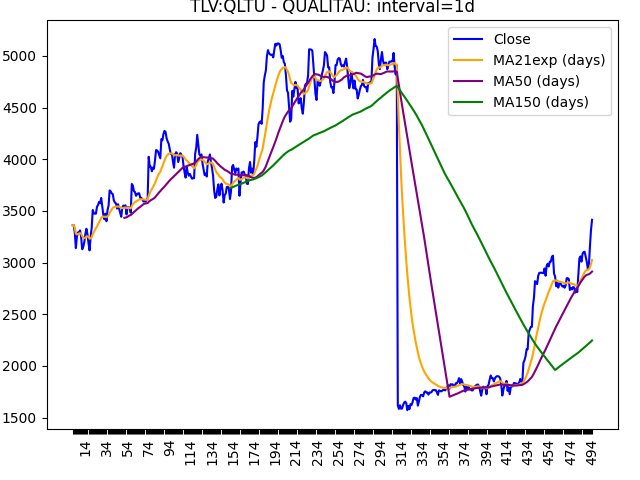 TLV:QLTU - QUALITAU: interval=1d
Close
MA21exp (days)
MA50 (days)
MA150 (days)
5000
4500
4000
3500
3000
2500
2000
1500
14 34 54 74 94 114 134 154 174 194 214 234 254 274 294 314 334 354 374 394 414 434 454 474 494